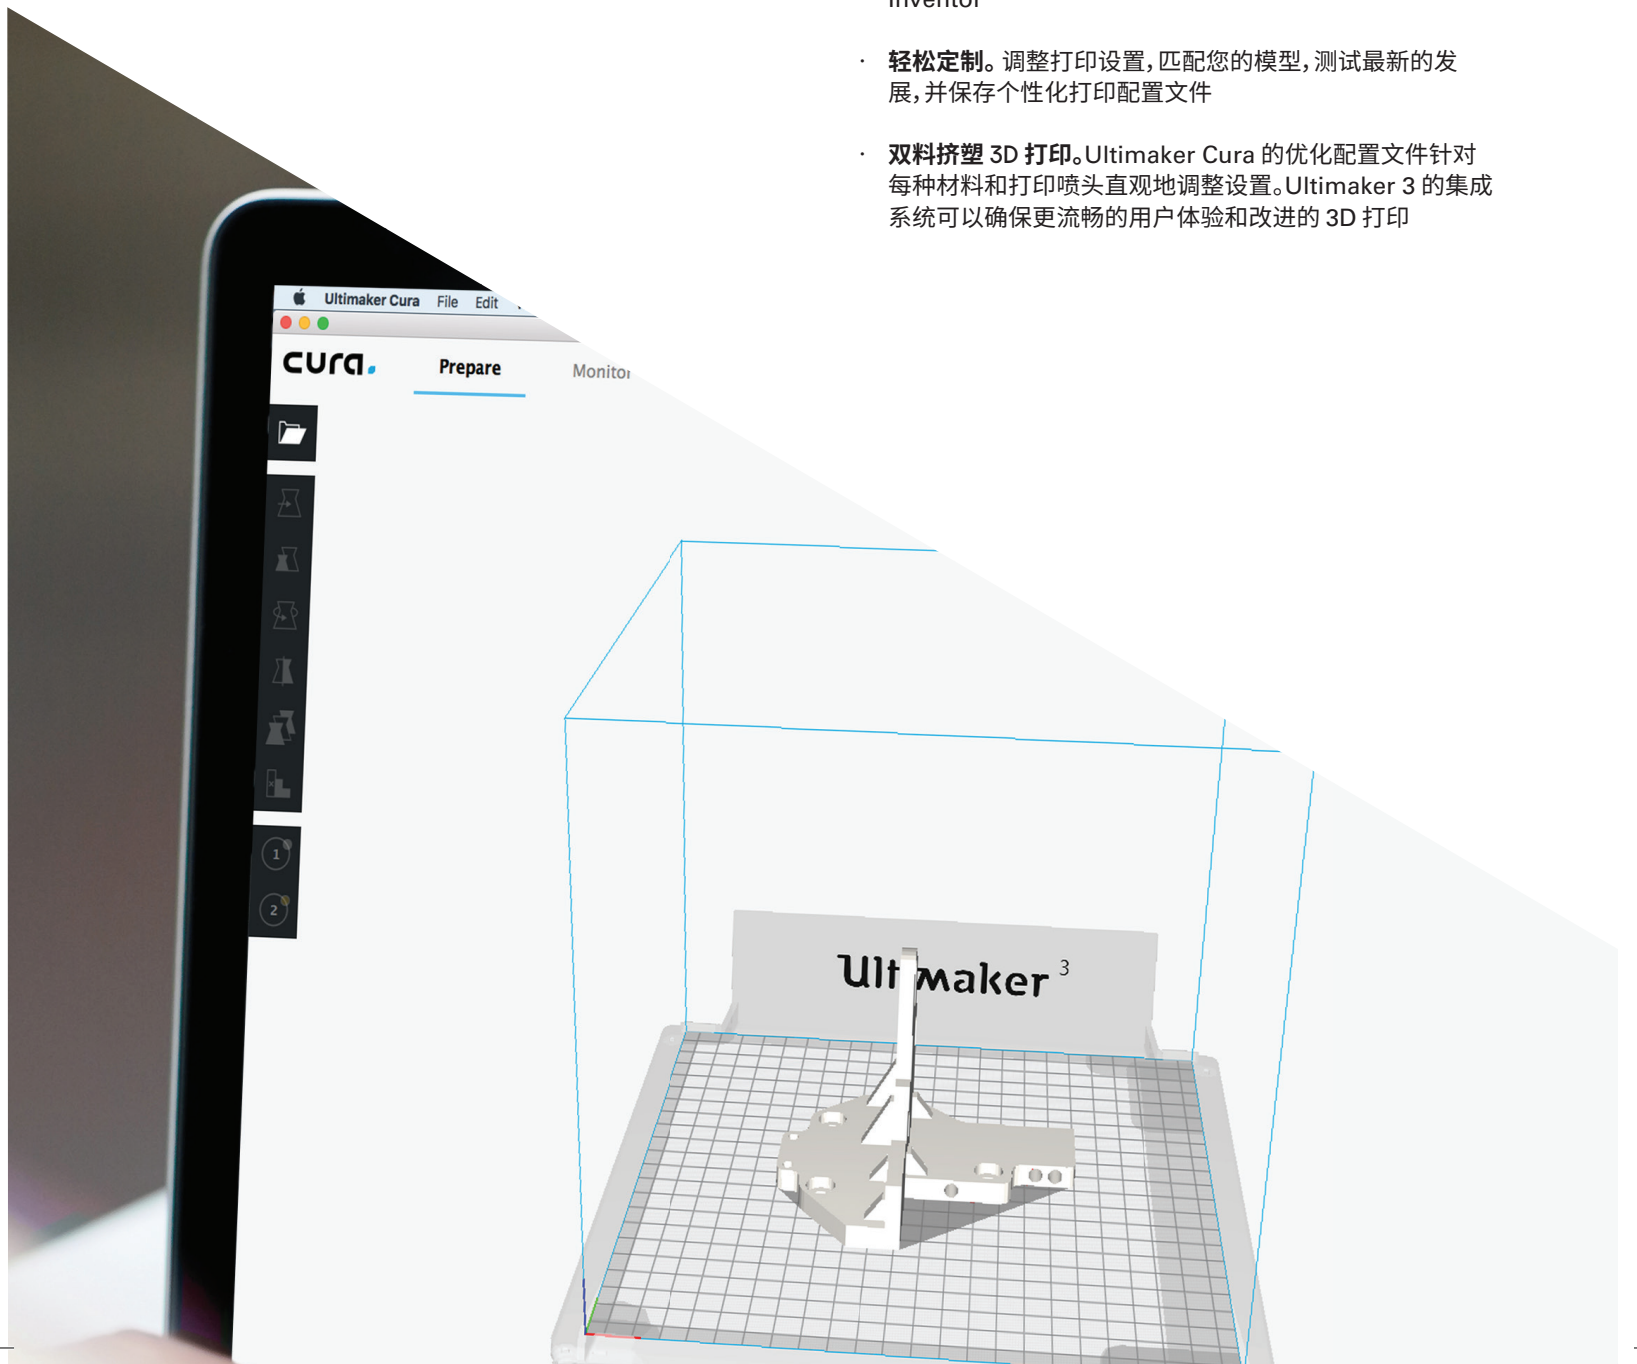 轻松定制。调整打印设置，匹配您的模型，测试最新的发
展，并保存个性化打印配置文件
双料挤塑 3D 打印。Ultimaker Cura 的优化配置文件针对
每种材料和打印喷头直观地调整设置。Ultimaker 3 的集成
系统可以确保更流畅的用户体验和改进的 3D 打印
Ultimaker Cura File Edit
cura.
Prepare Monitor
1
2
Ultimaker 3